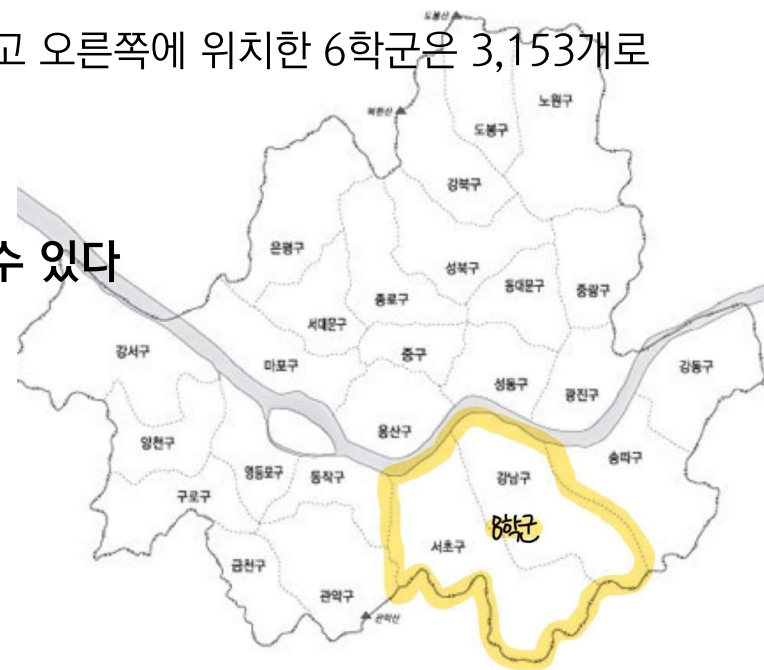 고 오른쪽에 위치한 6학군은 3,153개로
수 있다
도봉산
북한산
노원구
도봉구
강북구
은평구
성북구
동대문구
중랑구
종로구
서대문구
강서구
마포구
중구
성동구
광진구
강동구
용산구
양천구
영등포구
동작구
강남구
송파구
구로구
8학군
서초구
금천구
관악구
관악산